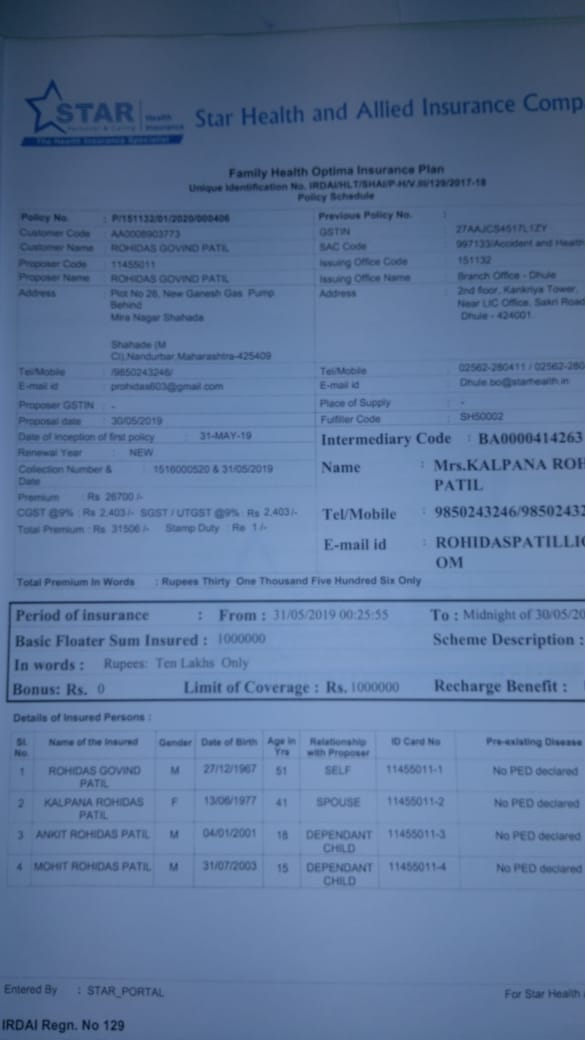 STAR Health Insurance
Personal & Caring
The Health Insurance Specialist
Star Health and Allied Insurance Comp
Family Health Optima Insurance Plan
Unique Identification No. IRDAI/HLT/SHAI/P-H/V.III/129/2017-18
Policy Schedule
Policy No. : P/151132/01/2020/000406 Previous Policy No. :
Customer Code : AA0008903773 GSTIN : 27AAJCS4517L1ZY
Customer Name : ROHIDAS GOVIND PATIL SAC Code : 997133/Accident and Health
Proposer Code : 11455011 Issuing Office Code : 151132
Proposer Name : ROHIDAS GOVIND PATIL Issuing Office Name : Branch Office - Dhule
Address : Plot No 26, New Ganesh Gas Pump Address : 2nd floor, Kankriya Tower,
Behind Near LIC Office, Sakri Road
Mira Nagar Shahada Dhule - 424001.
Shahade (M
Cl),Nandurbar,Maharashtra-425409
Tel/Mobile : /9850243246/ Tel/Mobile : 02562-280411 / 02562-280
E-mail id : prohidas603@gmail.com E-mail id : Dhule.bo@starhealth.in
Proposer GSTIN : - Place of Supply : -
Proposal date : 30/05/2019 Fulfiller Code : SH50002
Date of Inception of first policy : 31-MAY-19 Intermediary Code : BA0000414263
Renewal Year : NEW
Collection Number & Date : 1516000520 & 31/05/2019 Name : Mrs.KALPANA ROH
PATIL
Premium : Rs 26700 /-
CGST @9% : Rs 2,403/- SGST / UTGST @9% : Rs 2,403/- Tel/Mobile : 9850243246/98502432
Total Premium : Rs 31506 /- Stamp Duty : Re 1 /-
E-mail id : ROHIDASPATILLIC
OM
Total Premium In Words : Rupees Thirty One Thousand Five Hundred Six Only
Period of insurance : From : 31/05/2019 00:25:55 To : Midnight of 30/05/20
Basic Floater Sum Insured : 1000000 Scheme Description :
In words : Rupees: Ten Lakhs Only
Bonus: Rs. 0 Limit of Coverage : Rs. 1000000 Recharge Benefit :
Details of Insured Persons :
Sl. No. Name of the Insured Gender Date of Birth Age in Yrs Relationship with Proposer ID Card No Pre-existing Disease
1 ROHIDAS GOVIND PATIL M 27/12/1967 51 SELF 11455011-1 No PED declared
2 KALPANA ROHIDAS PATIL F 13/06/1977 41 SPOUSE 11455011-2 No PED declared
3 ANKIT ROHIDAS PATIL M 04/01/2001 18 DEPENDANT CHILD 11455011-3 No PED declared
4 MOHIT ROHIDAS PATIL M 31/07/2003 15 DEPENDANT CHILD 11455011-4 No PED declared
Entered By : STAR_PORTAL For Star Health
IRDAI Regn. No 129